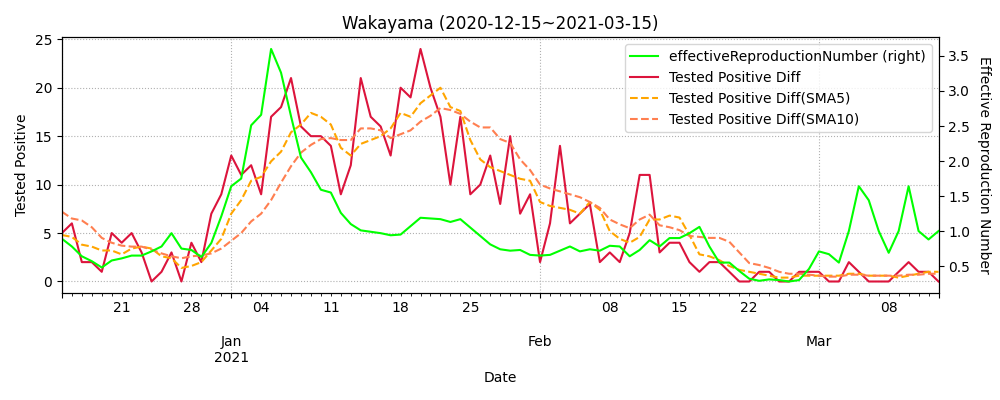 Wakayama (2020-12-15~2021-03-15)
effectiveReproductionNumber (right)
Tested Positive Diff
Tested Positive Diff(SMA5)
Tested Positive Diff(SMA10)
Tested Positive
25
20
15
10
5
0
3.5
3.0
2.5
2.0
1.5
1.0
0.5
Effective Reproduction Number
21 28 04 11 18 25 08 15 22 08
Jan Feb Mar
2021
Date